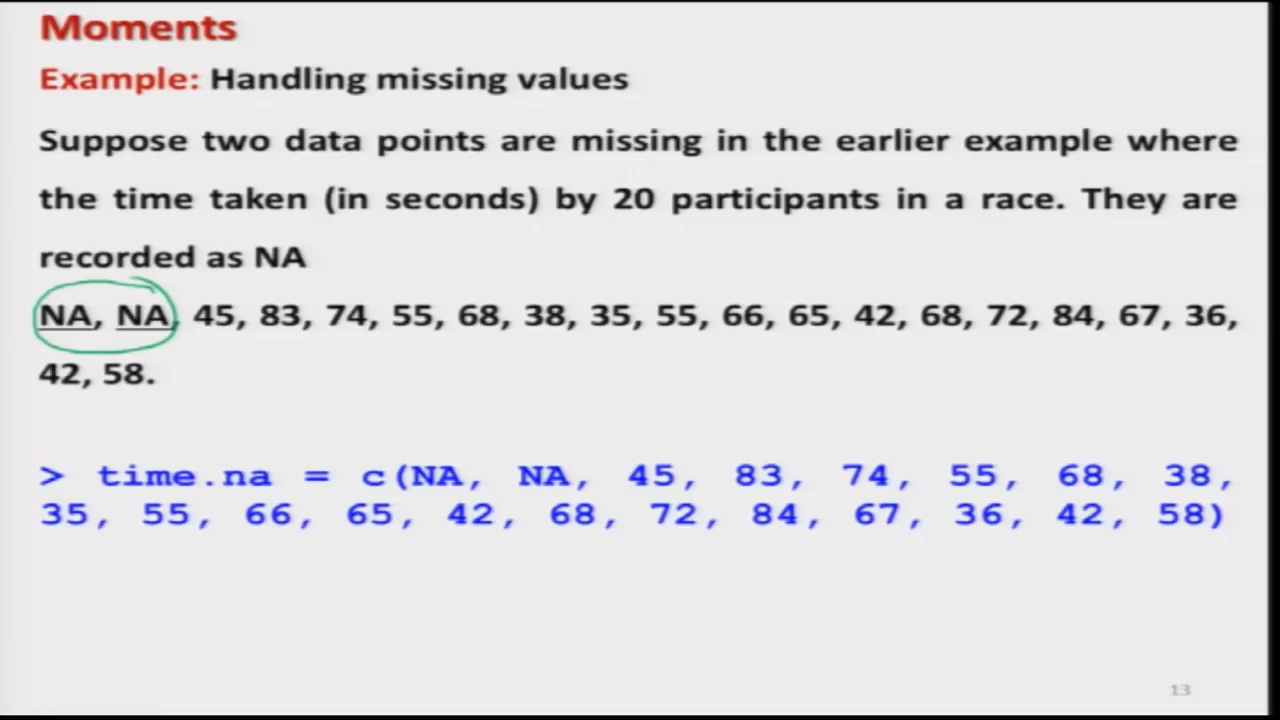 Moments
Example: Handling missing values
Suppose two data points are missing in the earlier example where
the time taken (in seconds) by 20 participants in a race. They are
recorded as NA
NA, NA, 45, 83, 74, 55, 68, 38, 35, 55, 66, 65, 42, 68, 72, 84, 67, 36,
42, 58.
> time.na = c(NA, NA, 45, 83, 74, 55, 68, 38,
35, 55, 66, 65, 42, 68, 72, 84, 67, 36, 42, 58)
13